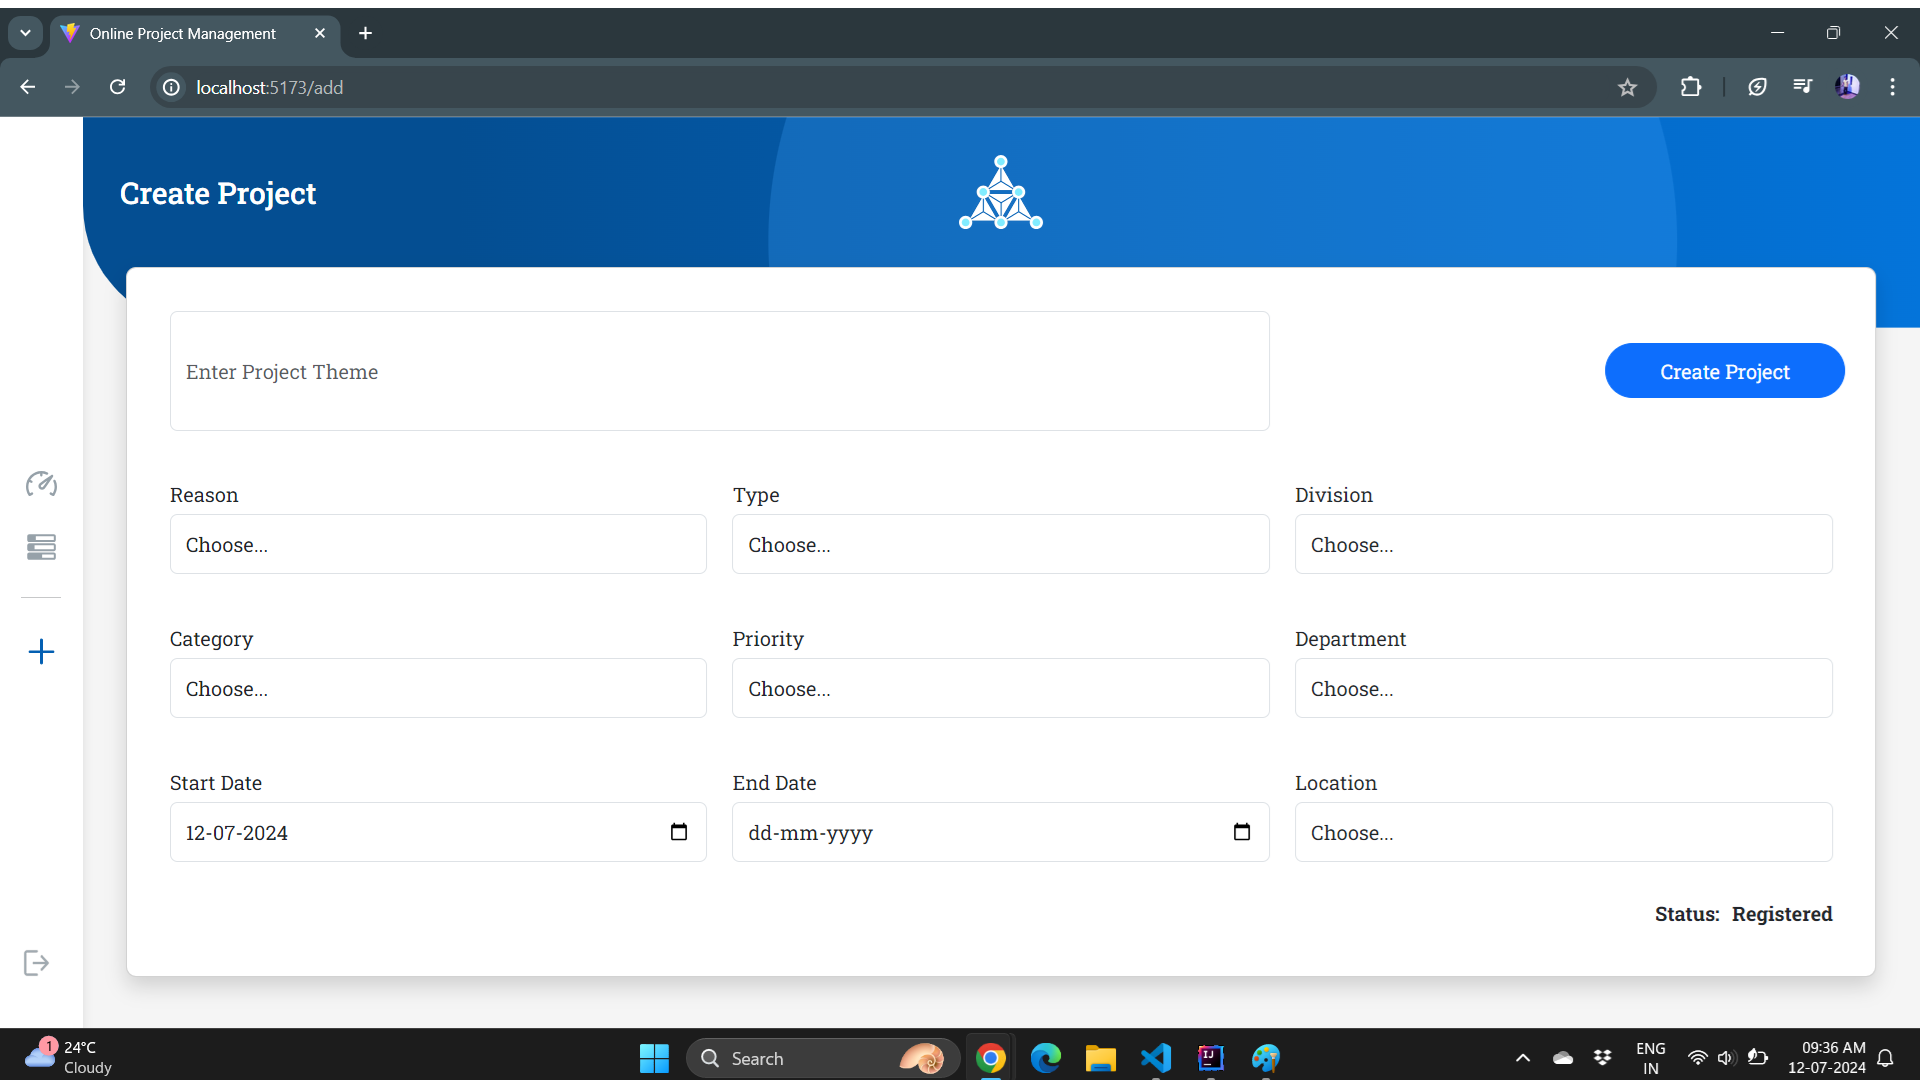 Online Project Management
localhost:5173/add
Create Project
Enter Project Theme
Create Project
Reason
Type
Division
Choose...
Choose...
Choose...
Category
Priority
Department
Choose...
Choose...
Choose...
Start Date
End Date
Location
12-07-2024
dd-mm-yyyy
Choose...
Status: Registered
1
24°C
Cloudy
Search
IJ
ENG
IN
09:36 AM
12-07-2024